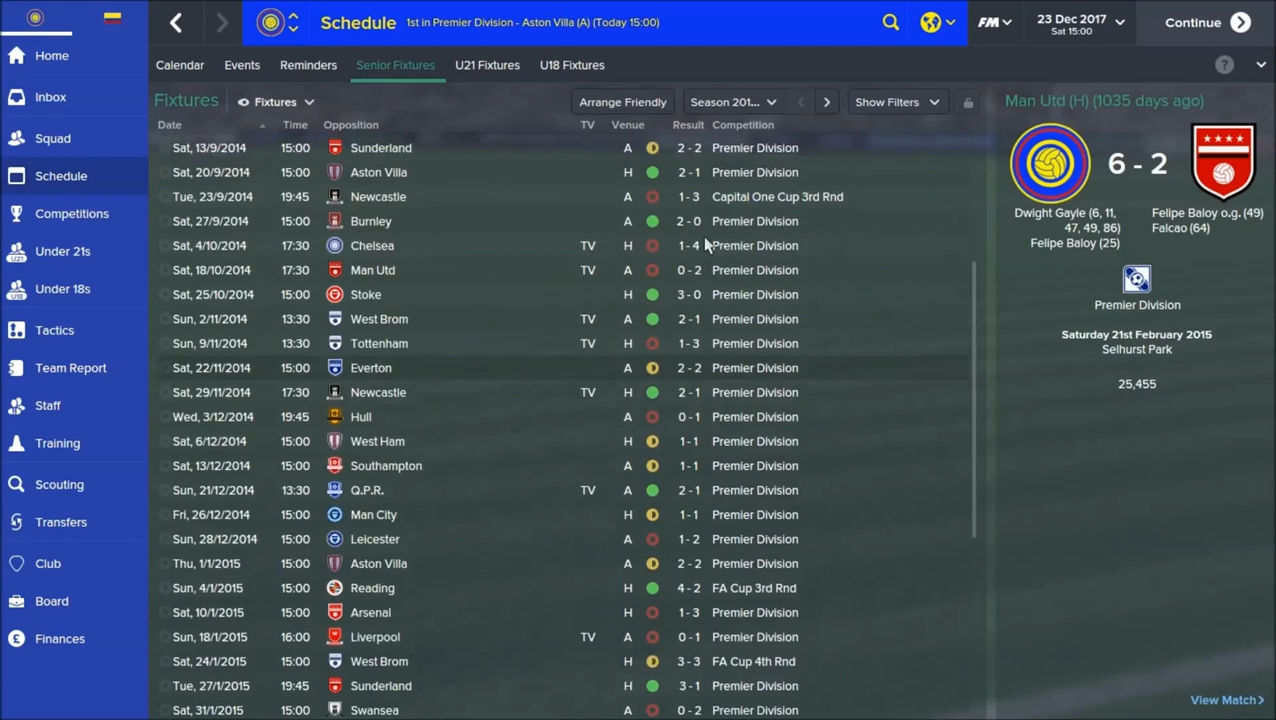 Schedule
1st in Premier Division - Aston Villa (A) (Today 15:00)
FM
23 Dec 2017
Sat 15:00
Continue
Home
Inbox
Squad
Schedule
Competitions
Under 21s
Under 18s
Tactics
Team Report
Staff
Training
Scouting
Transfers
Club
Board
Finances
Calendar Events Reminders Senior Fixtures U21 Fixtures U18 Fixtures
Fixtures Fixtures Arrange Friendly Season 201... Show Filters
Date Time Opposition TV Venue Result Competition
Sat, 13/9/2014 15:00 Sunderland A 2 - 2 Premier Division
Sat, 20/9/2014 15:00 Aston Villa H 2 - 1 Premier Division
Tue, 23/9/2014 19:45 Newcastle A 1 - 3 Capital One Cup 3rd Rnd
Sat, 27/9/2014 15:00 Burnley A 2 - 0 Premier Division
Sat, 4/10/2014 17:30 Chelsea TV H 1 - 4 Premier Division
Sat, 18/10/2014 17:30 Man Utd TV A 0 - 2 Premier Division
Sat, 25/10/2014 15:00 Stoke H 3 - 0 Premier Division
Sun, 2/11/2014 13:30 West Brom TV A 2 - 1 Premier Division
Sun, 9/11/2014 13:30 Tottenham TV H 1 - 3 Premier Division
Sat, 22/11/2014 15:00 Everton A 2 - 2 Premier Division
Sat, 29/11/2014 17:30 Newcastle TV H 2 - 1 Premier Division
Wed, 3/12/2014 19:45 Hull A 0 - 1 Premier Division
Sat, 6/12/2014 15:00 West Ham H 1 - 1 Premier Division
Sat, 13/12/2014 15:00 Southampton A 1 - 1 Premier Division
Sun, 21/12/2014 13:30 Q.P.R. TV A 2 - 1 Premier Division
Fri, 26/12/2014 15:00 Man City H 1 - 1 Premier Division
Sun, 28/12/2014 15:00 Leicester A 1 - 2 Premier Division
Thu, 1/1/2015 15:00 Aston Villa A 2 - 2 Premier Division
Sun, 4/1/2015 15:00 Reading H 4 - 2 FA Cup 3rd Rnd
Sat, 10/1/2015 15:00 Arsenal H 1 - 3 Premier Division
Sun, 18/1/2015 16:00 Liverpool TV A 0 - 1 Premier Division
Sat, 24/1/2015 15:00 West Brom H 3 - 3 FA Cup 4th Rnd
Tue, 27/1/2015 19:45 Sunderland H 3 - 1 Premier Division
Sat, 31/1/2015 15:00 Swansea A 0 - 2 Premier Division
Man Utd (H) (1035 days ago)
6 - 2
Dwight Gayle (6, 11, 47, 49, 86)
Felipe Baloy (25)
Felipe Baloy o.g. (49)
Falcao (64)
Premier Division
Saturday 21st February 2015
Selhurst Park
25,455
View Match